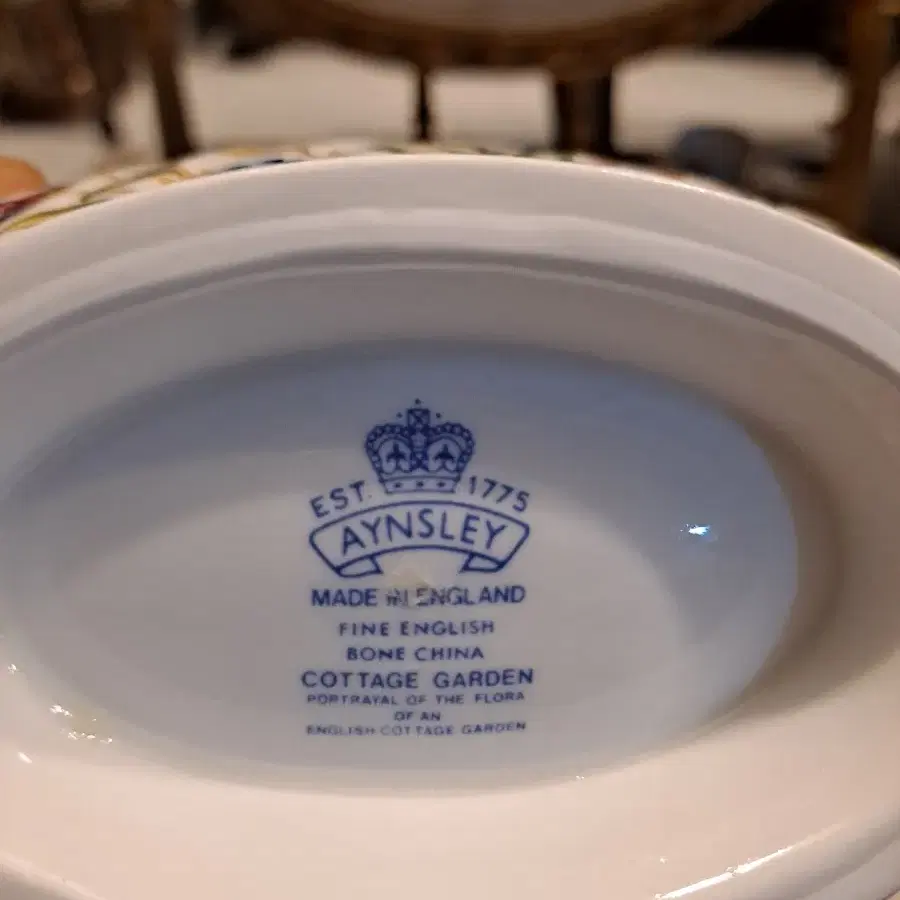 EST. 1775
AYNSLEY
MADE IN ENGLAND
FINE ENGLISH
BONE CHINA
COTTAGE GARDEN
PORTRAYAL OF THE FLORA
OF AN
ENGLISH COTTAGE GARDEN